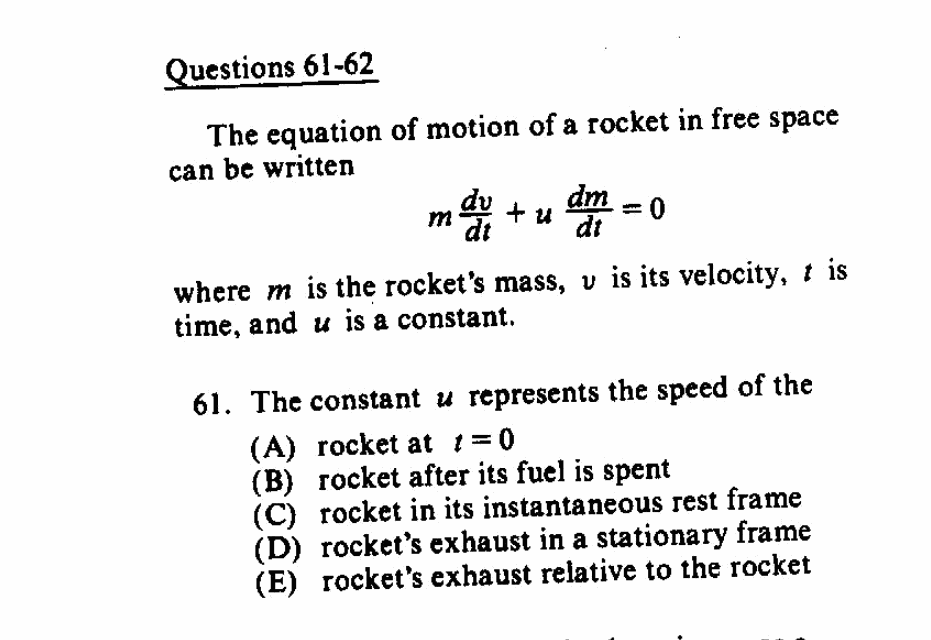 Questions 61-62
The equation of motion of a rocket in free space
can be written
m dv/dt + u dm/dt = 0
where m is the rocket's mass, v is its velocity, t is
time, and u is a constant.
61. The constant u represents the speed of the
(A) rocket at t = 0
(B) rocket after its fuel is spent
(C) rocket in its instantaneous rest frame
(D) rocket's exhaust in a stationary frame
(E) rocket's exhaust relative to the rocket